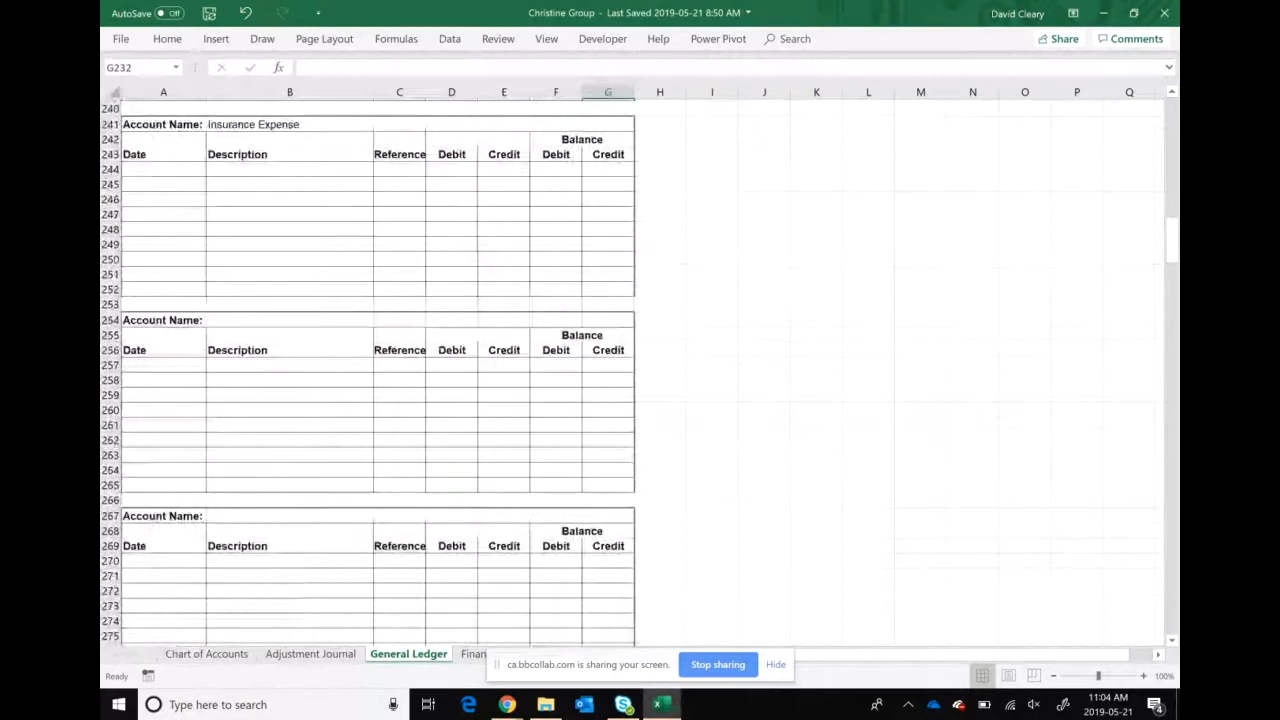 AutoSave Off Christine Group - Last Saved 2019-05-21 8:50 AM David Cleary
File Home Insert Draw Page Layout Formulas Data Review View Developer Help Power Pivot Search Share Comments
G232 fx
A B C D E F G H I J K L M N O P Q
240
241 Account Name: Insurance Expense
242 Balance
243 Date Description Reference Debit Credit Debit Credit
244
245
246
247
248
249
250
251
252
253
254 Account Name:
255 Balance
256 Date Description Reference Debit Credit Debit Credit
257
258
259
260
261
262
263
264
265
266
267 Account Name:
268 Balance
269 Date Description Reference Debit Credit Debit Credit
270
271
272
273
274
275
Chart of Accounts Adjustment Journal General Ledger Finan
ca.bbcollab.com is sharing your screen. Stop sharing Hide
Ready 100%
Type here to search 11:04 AM
2019-05-21 4